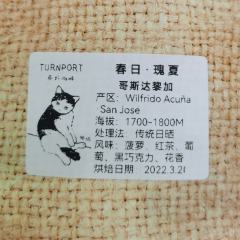 TURNPORT
春日·瑰夏
哥斯达黎加
产区：Wilfrido Acuña
San Jose
海拔：1700-1800M
处理法：传统日晒
风味：菠萝、红茶、葡
萄、黑巧克力、花香
烘焙日期：2022.3.21